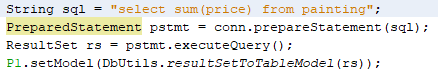 String sql = "select sum(price) from painting";
PreparedStatement pstmt = conn.prepareStatement(sql);
ResultSet rs = pstmt.executeQuery();
P1.setModel(DbUtils.resultSetToTableModel(rs));